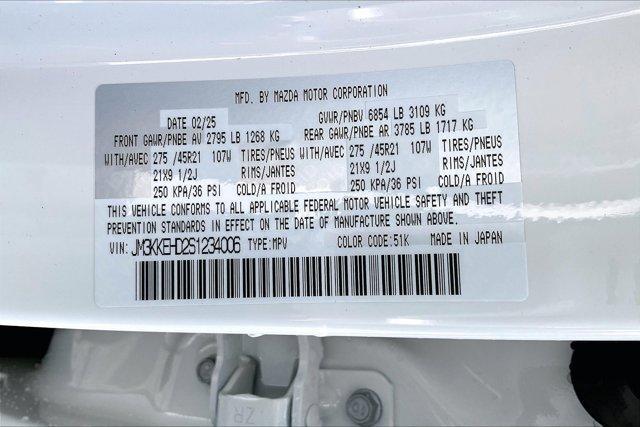 MFD. BY MAZDA MOTOR CORPORATION
DATE 02/25 GVWR/PNBV 6854 LB 3109 KG
FRONT GAWR/PNBE AV 2795 LB 1268 KG REAR GAWR/PNBE AR 3785 LB 1717 KG
WITH/AVEC 275 /45R21 107W TIRES/PNEUS WITH/AVEC 275 /45R21 107W TIRES/PNEUS
21X9 1/2J RIMS/JANTES 21X9 1/2J RIMS/JANTES
250 KPA/36 PSI COLD/A FROID 250 KPA/36 PSI COLD/A FROID
THIS VEHICLE CONFORMS TO ALL APPLICABLE FEDERAL MOTOR VEHICLE SAFETY AND THEFT
PREVENTION STANDARDS IN EFFECT ON THE DATE OF MANUFACTURE SHOWN ABOVE.
VIN: JM3KKEHD2S1234006 TYPE:MPV COLOR CODE:51K MADE IN JAPAN
ZR